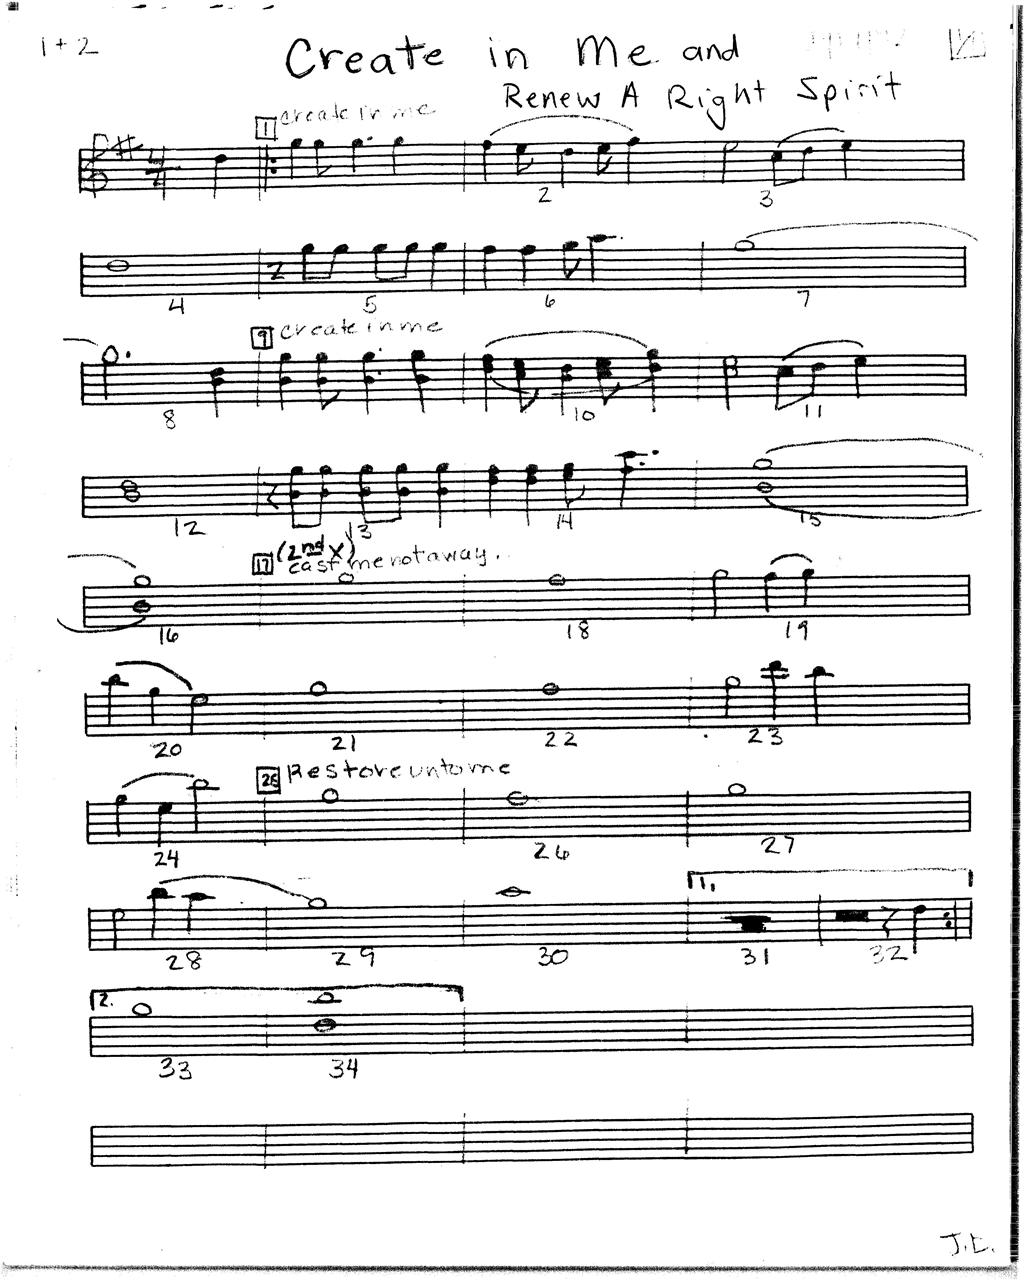 1 + 2
Create in Me and
Renew A Right Spirit
1 create in me
4
4
2 3
4 5 6 7
9 create in me
8 10 11
12 13 14 15
17 (2nd X)
cast me not away.
16 18 19
20 21 22 23
25 Restore unto me
24 26 27
1.
28 29 30 31 32
2.
33 34
J.E.